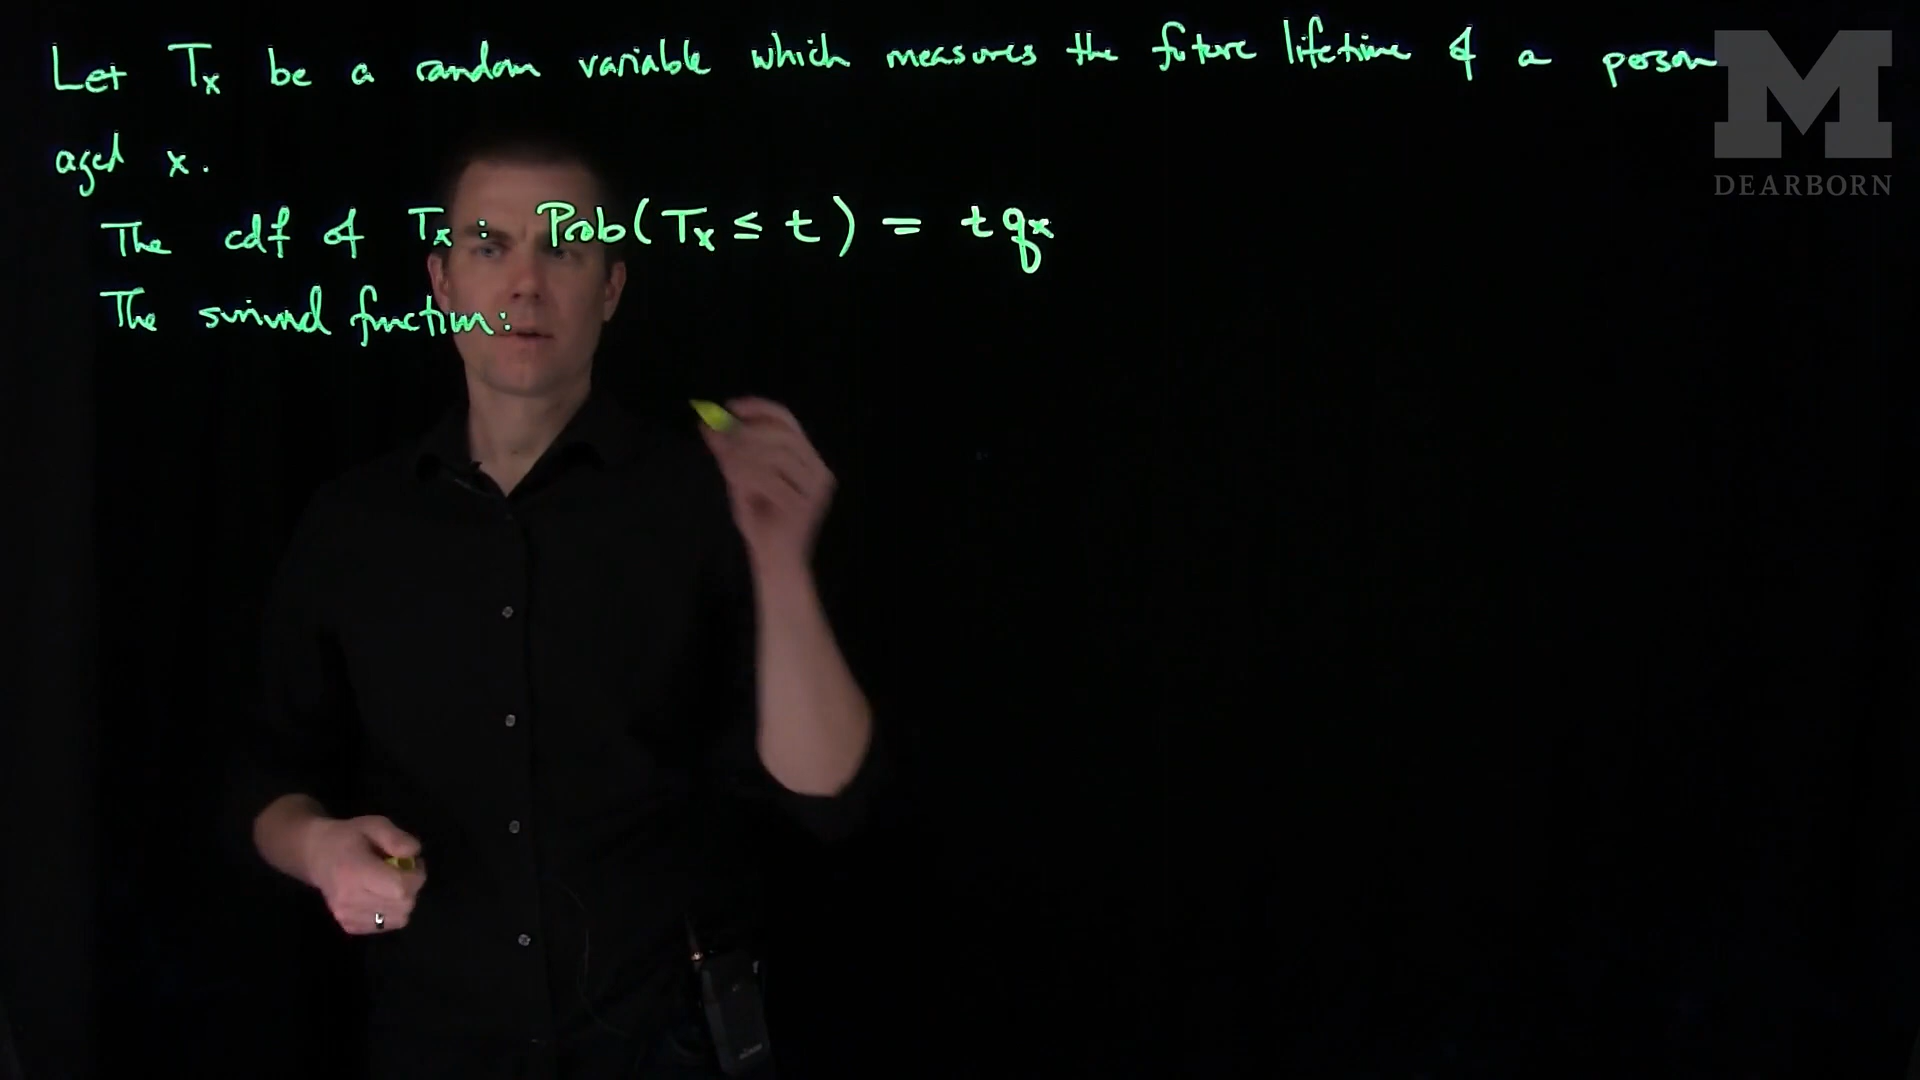 Let Tx be a random variable which measures the future lifetime of a person
aged x.
The cdf of Tx: Prob(Tx ≤ t) = t qx
The survival function:
M
DEARBORN